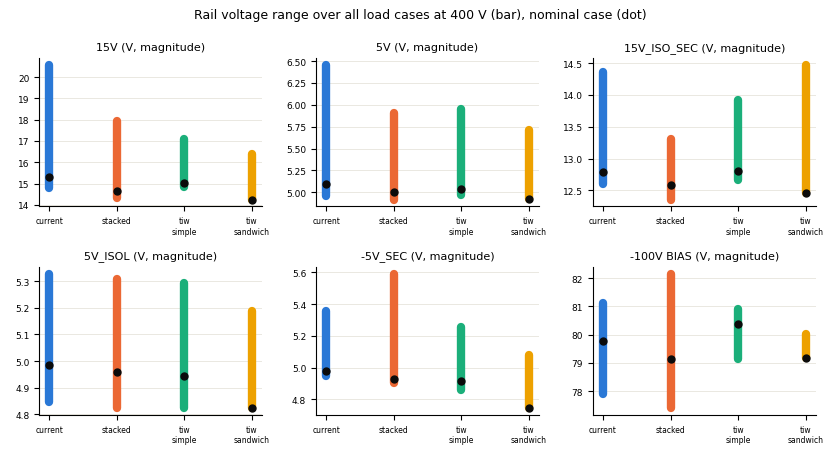 Rail voltage range over all load cases at 400 V (bar), nominal case (dot)
15V (V, magnitude)
20
19
18
17
16
15
14
current
stacked
tiw
simple
tiw
sandwich
5V (V, magnitude)
6.50
6.25
6.00
5.75
5.50
5.25
5.00
current
stacked
tiw
simple
tiw
sandwich
15V_ISO_SEC (V, magnitude)
14.5
14.0
13.5
13.0
12.5
current
stacked
tiw
simple
tiw
sandwich
5V_ISOL (V, magnitude)
5.3
5.2
5.1
5.0
4.9
4.8
current
stacked
tiw
simple
tiw
sandwich
-5V_SEC (V, magnitude)
5.6
5.4
5.2
5.0
4.8
current
stacked
tiw
simple
tiw
sandwich
-100V BIAS (V, magnitude)
82
81
80
79
78
current
stacked
tiw
simple
tiw
sandwich